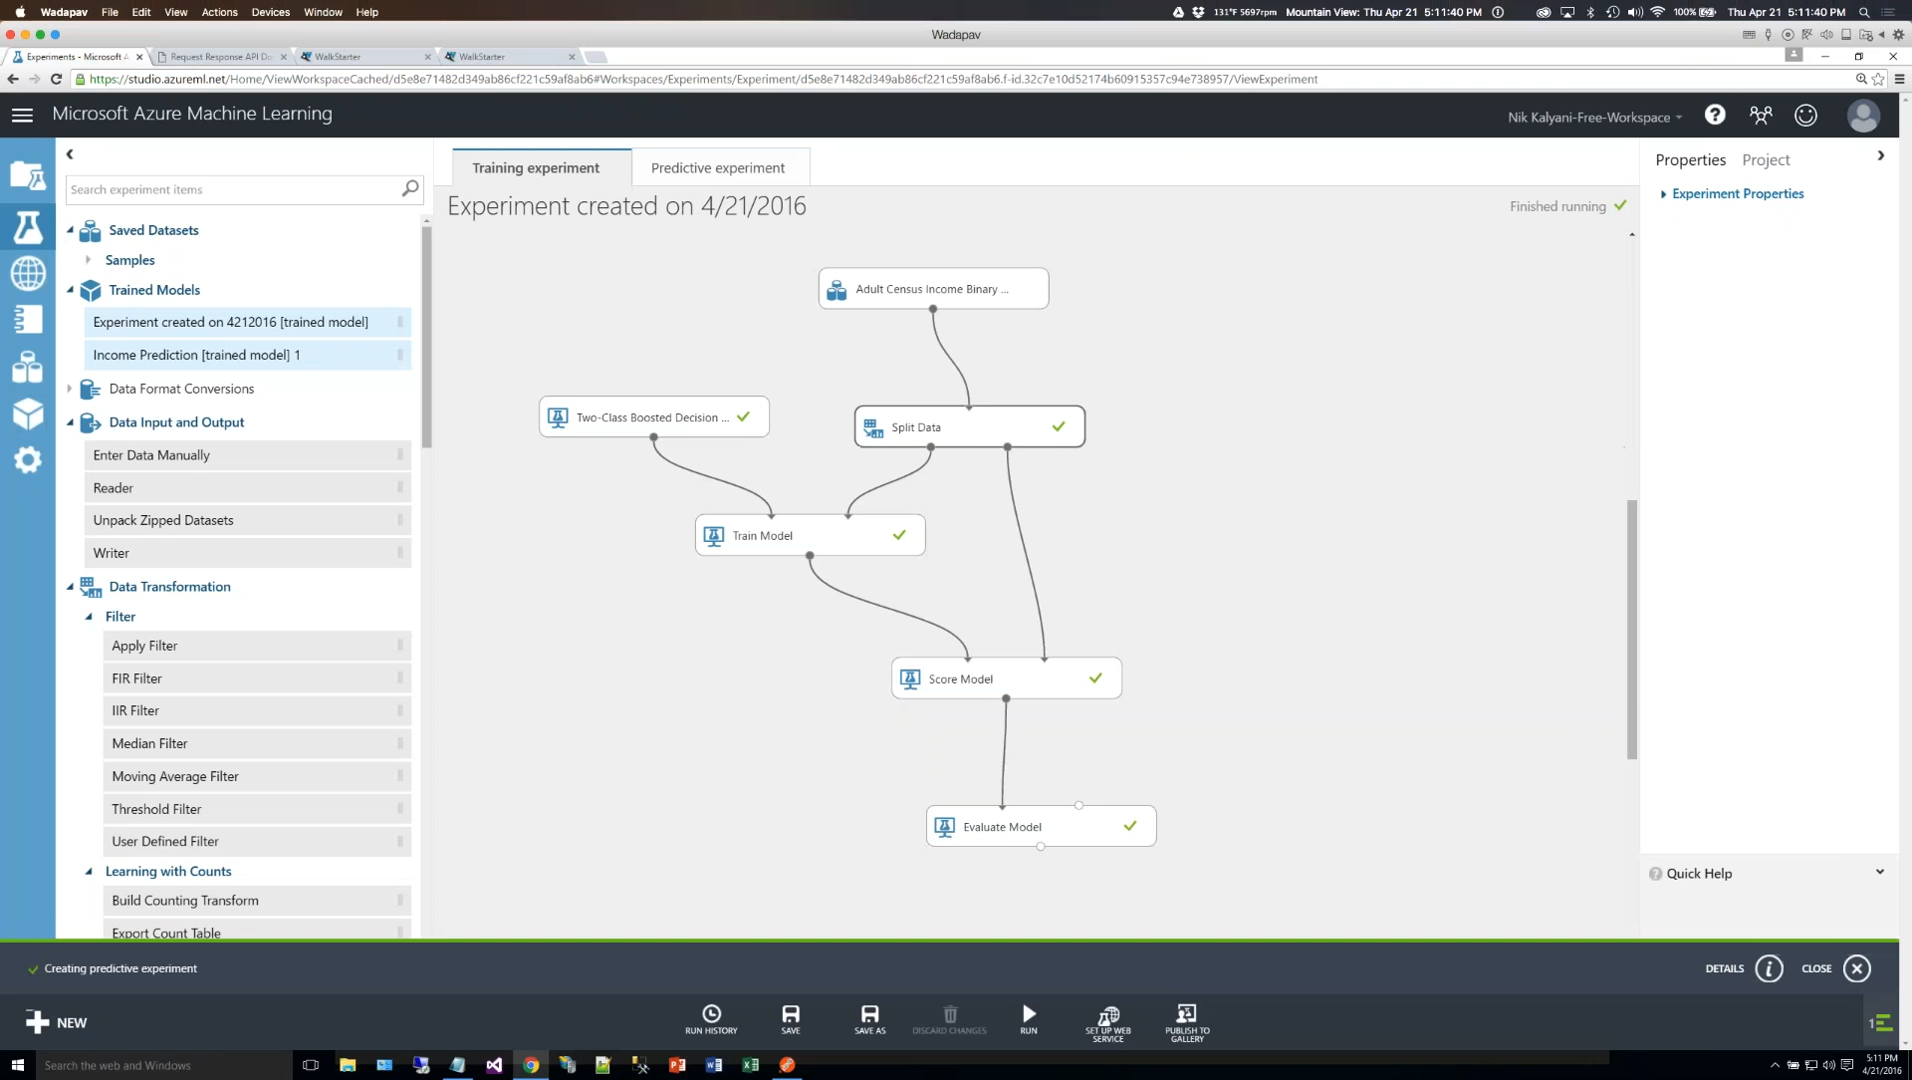 Wadapav File Edit View Actions Devices Window Help
131°F 5697rpm Mountain View: Thu Apr 21 5:11:40 PM 100% Thu Apr 21 5:11:40 PM
Wadapav
Experiments - Microsoft A
Request Response API Do
WalkStarter
WalkStarter
https://studio.azureml.net/Home/ViewWorkspaceCached/d5e8e71482d349ab86cf221c59af8ab6#Workspaces/Experiments/Experiment/d5e8e71482d349ab86cf221c59af8ab6.f-id.32c7e10d52174b60915357c94e738957/ViewExperiment
Microsoft Azure Machine Learning
Nik Kalyani-Free-Workspace
Search experiment items
Saved Datasets
Samples
Trained Models
Experiment created on 4212016 [trained model]
Income Prediction [trained model] 1
Data Format Conversions
Data Input and Output
Enter Data Manually
Reader
Unpack Zipped Datasets
Writer
Data Transformation
Filter
Apply Filter
FIR Filter
IIR Filter
Median Filter
Moving Average Filter
Threshold Filter
User Defined Filter
Learning with Counts
Build Counting Transform
Export Count Table
Training experiment
Predictive experiment
Experiment created on 4/21/2016
Finished running
Adult Census Income Binary ...
Two-Class Boosted Decision ...
Split Data
Train Model
Score Model
Evaluate Model
Properties Project
Experiment Properties
Quick Help
Creating predictive experiment
DETAILS
CLOSE
NEW
RUN HISTORY
SAVE
SAVE AS
DISCARD CHANGES
RUN
SET UP WEB
SERVICE
PUBLISH TO
GALLERY
1
Search the web and Windows
5:11 PM
4/21/2016